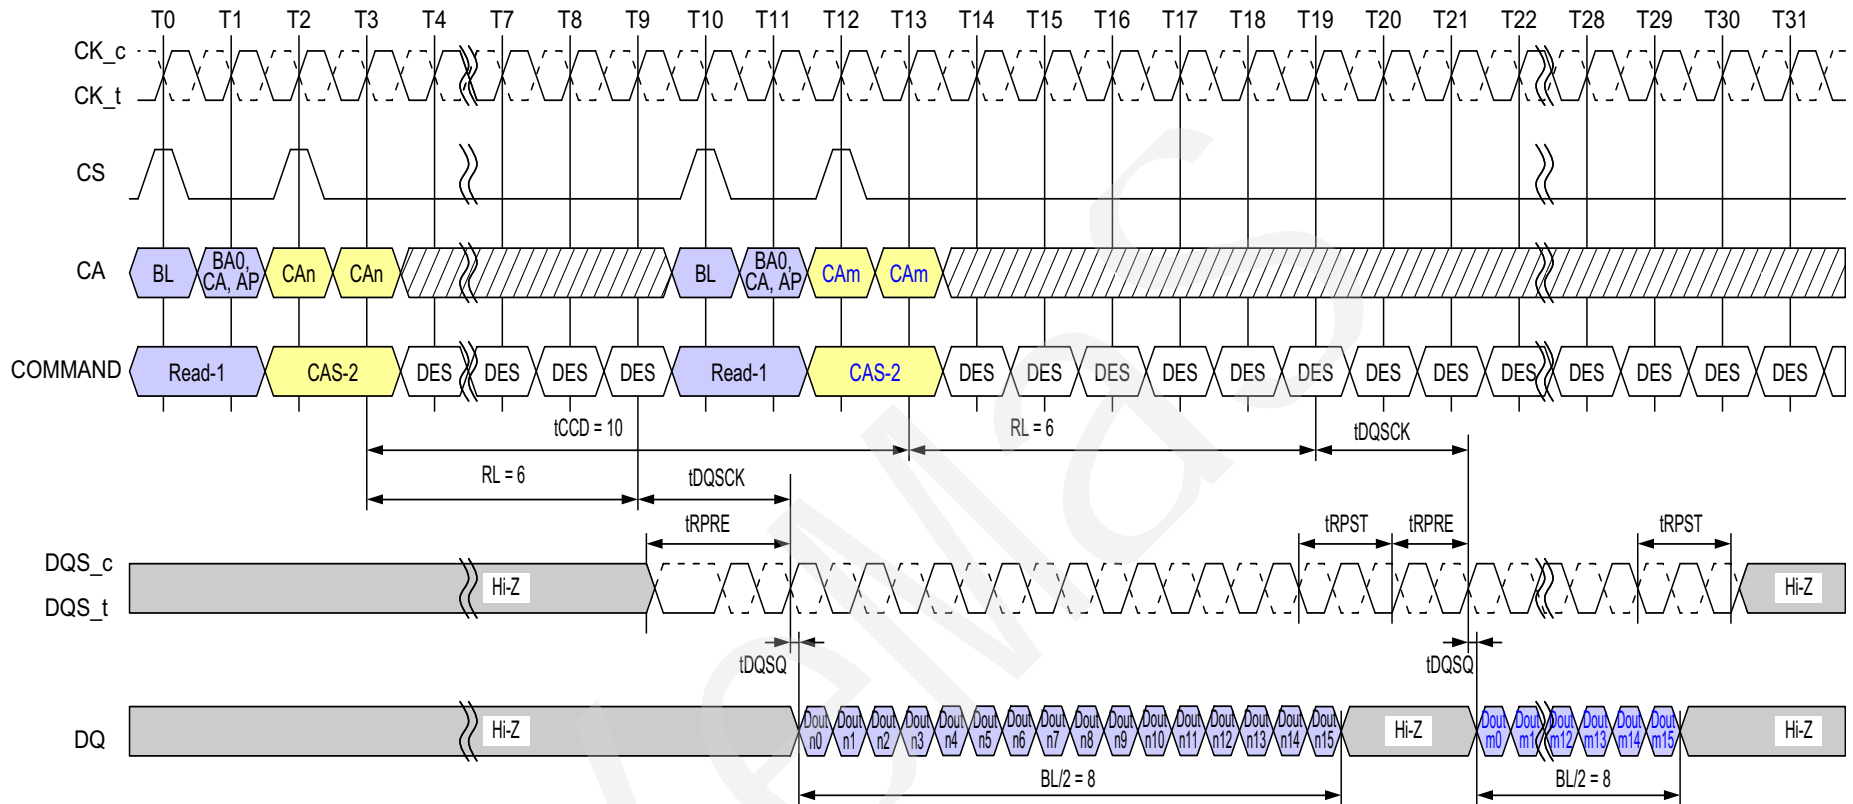 T0 T1 T2 T3 T4 T7 T8 T9 T10 T11 T12 T13 T14 T15 T16 T17 T18 T19 T20 T21 T22 T28 T29 T30 T31
CK_c
CK_t
CS
CA BL BA0, CA, AP CAn CAn BL BA0, CA, AP CAm CAm
COMMAND Read-1 CAS-2 DES DES DES DES Read-1 CAS-2 DES DES DES DES DES DES DES DES DES DES DES DES DES
tCCD = 10 RL = 6 tDQSCK
RL = 6 tDQSCK
tRPRE tRPST tRPRE tRPST
DQS_c
DQS_t
Hi-Z Hi-Z
tDQSQ tDQSQ
DQ Hi-Z Dout n0 Dout n1 Dout n2 Dout n3 Dout n4 Dout n5 Dout n6 Dout n7 Dout n8 Dout n9 Dout n10 Dout n11 Dout n12 Dout n13 Dout n14 Dout n15 Hi-Z Dout m0 Dout m1 Dout m12 Dout m13 Dout m14 Dout m15 Hi-Z
BL/2 = 8 BL/2 = 8